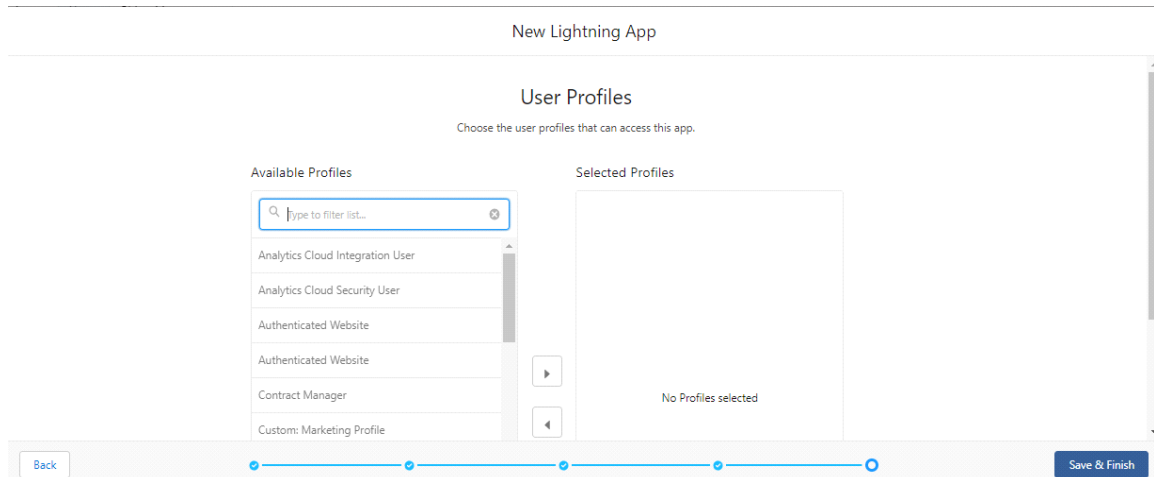 New Lightning App
User Profiles
Choose the user profiles that can access this app.
Available Profiles
Selected Profiles
Type to filter list...
Analytics Cloud Integration User
Analytics Cloud Security User
Authenticated Website
Authenticated Website
Contract Manager
Custom: Marketing Profile
No Profiles selected
Back
Save & Finish